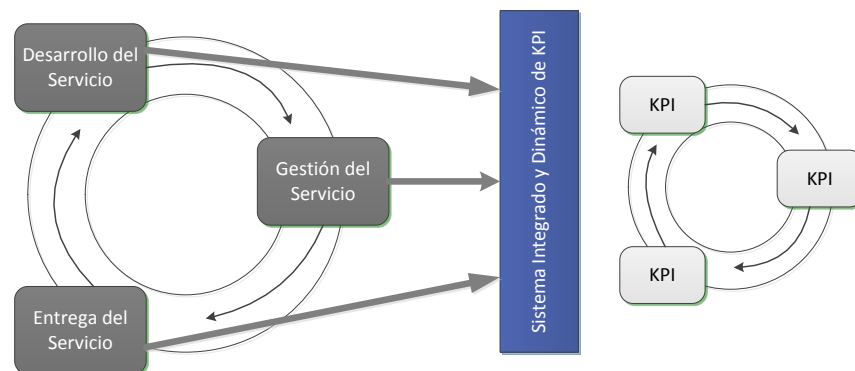 Desarrollo del
Servicio
Gestión del
Servicio
Entrega del
Servicio
Sistema Integrado y Dinámico de KPI
KPI
KPI
KPI